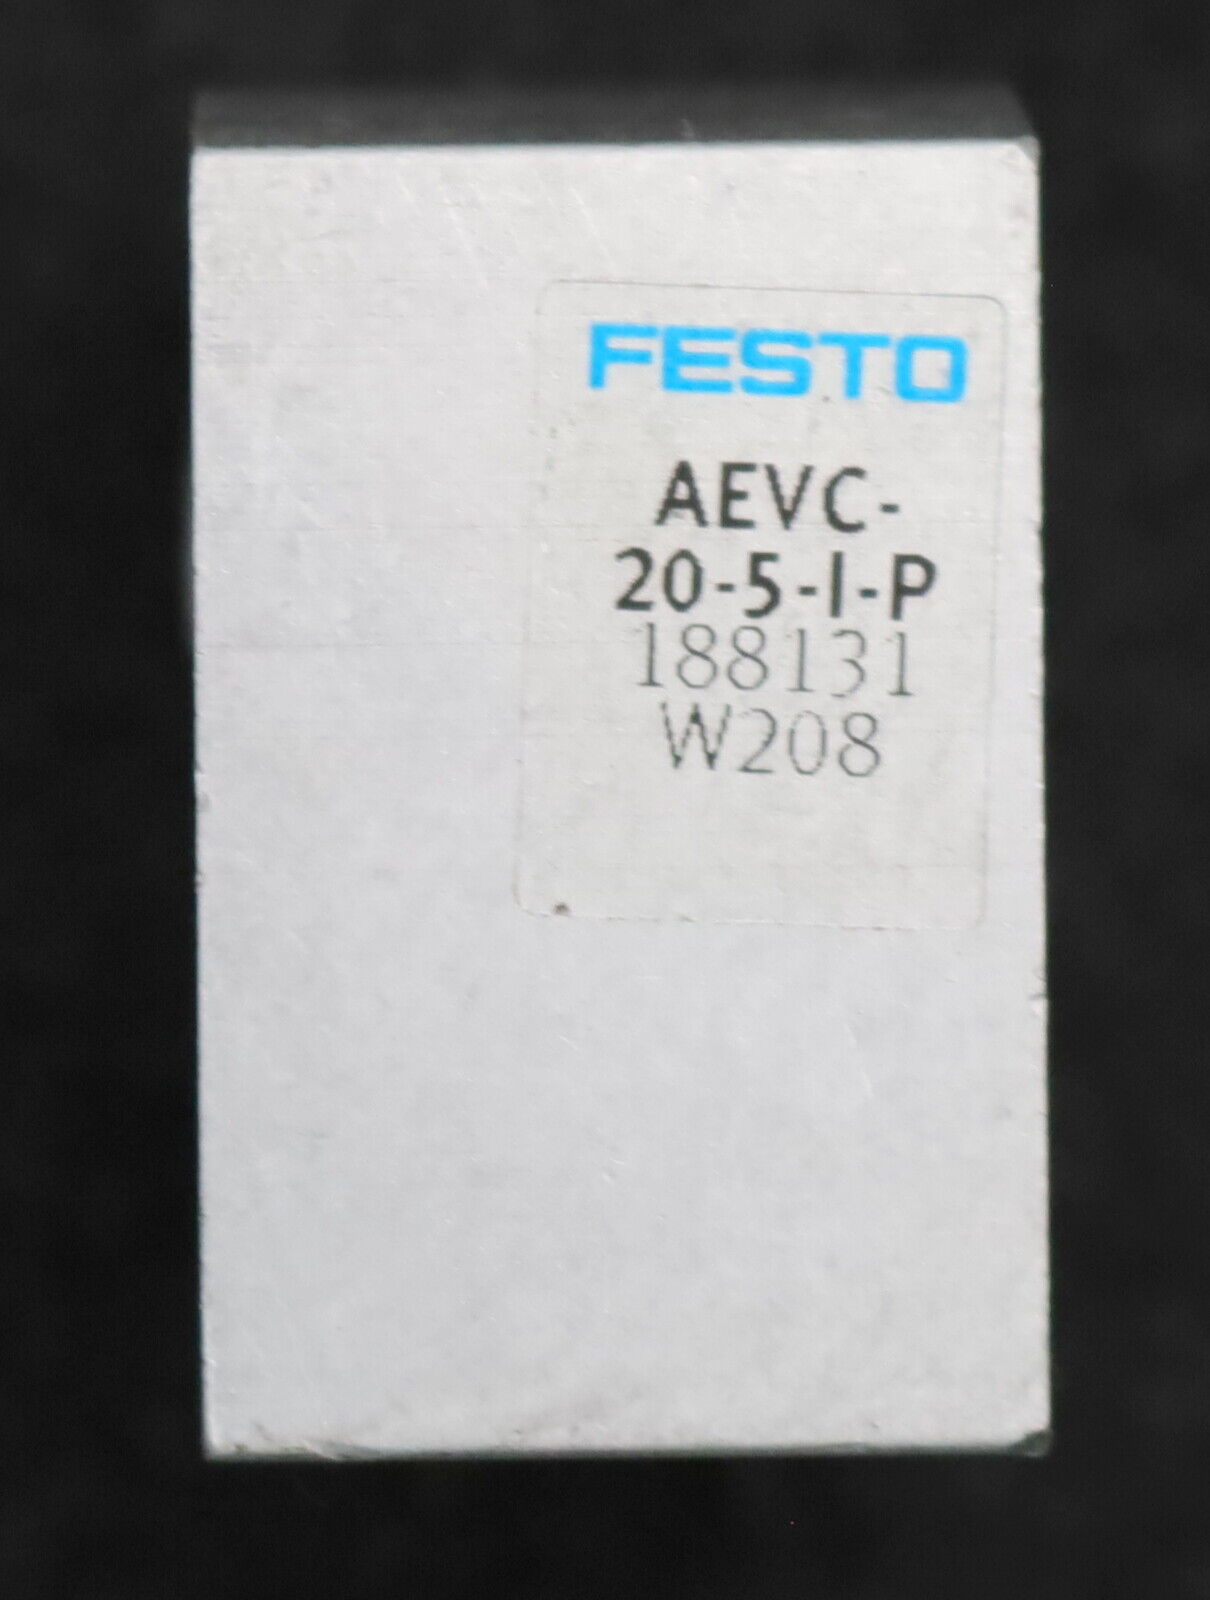 FESTO
AEVC-
20-5-I-P
188131
W208